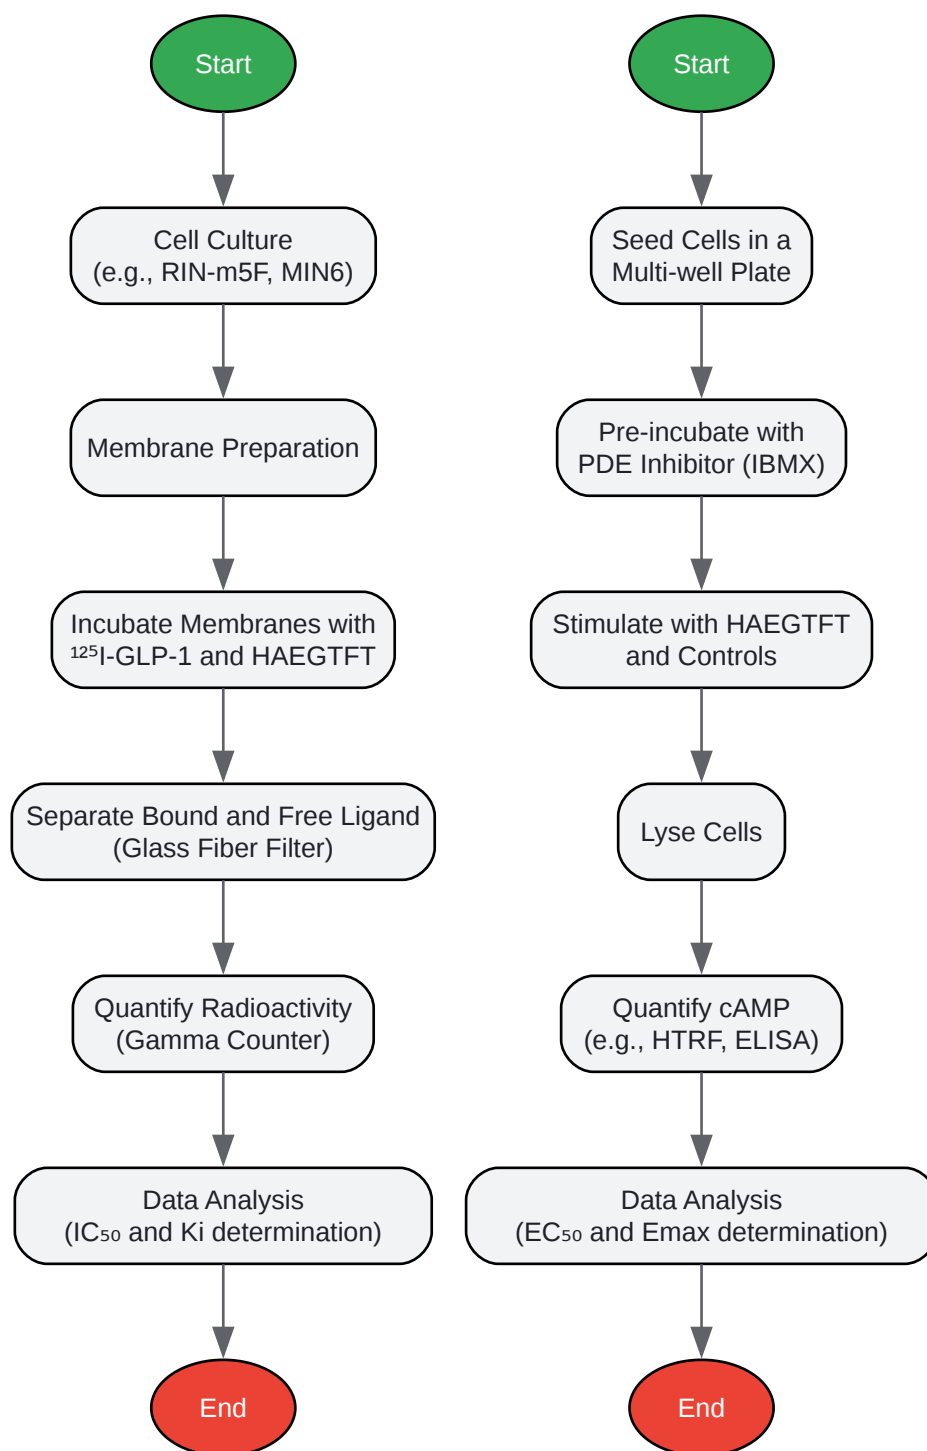 Start
Cell Culture
(e.g., RIN-m5F, MIN6)
Membrane Preparation
Incubate Membranes with
¹²⁵I-GLP-1 and HAEGTFT
Separate Bound and Free Ligand
(Glass Fiber Filter)
Quantify Radioactivity
(Gamma Counter)
Data Analysis
(IC₅₀ and Ki determination)
End
Start
Seed Cells in a
Multi-well Plate
Pre-incubate with
PDE Inhibitor (IBMX)
Stimulate with HAEGTFT
and Controls
Lyse Cells
Quantify cAMP
(e.g., HTRF, ELISA)
Data Analysis
(EC₅₀ and Emax determination)
End